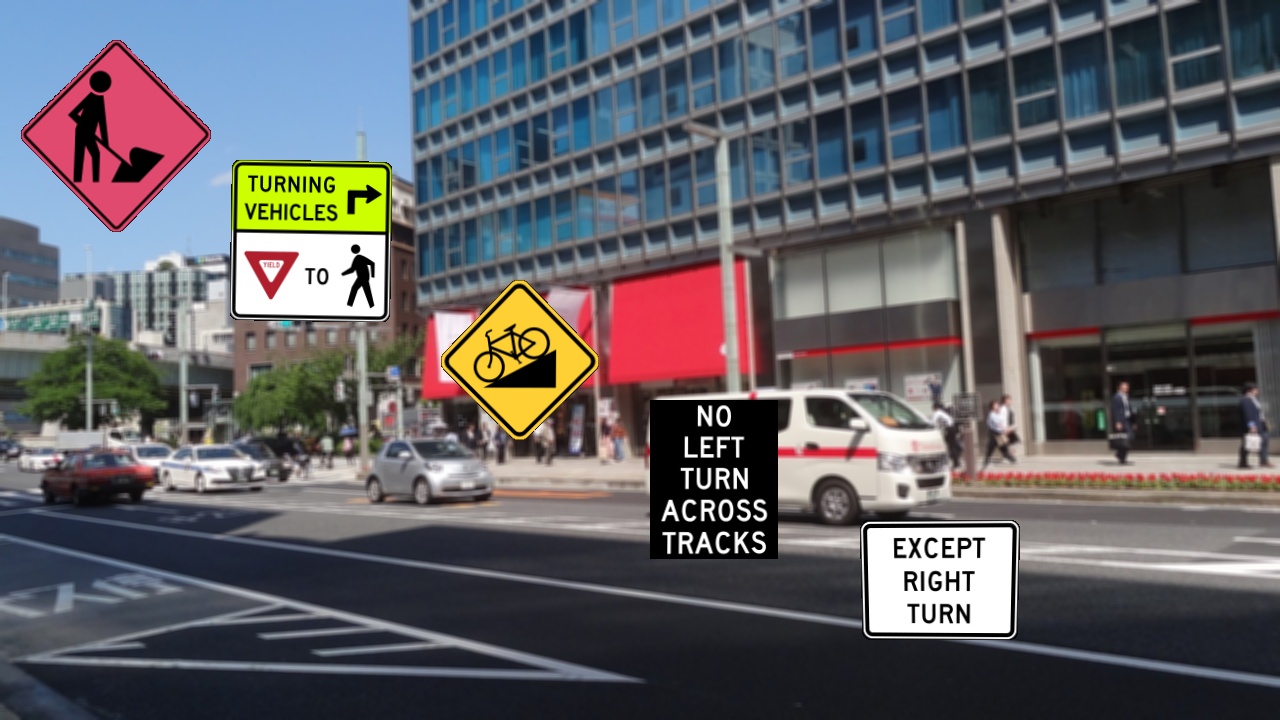 TURNING
VEHICLES
YIELD
TO
NO
LEFT
TURN
ACROSS
TRACKS
EXCEPT
RIGHT
TURN